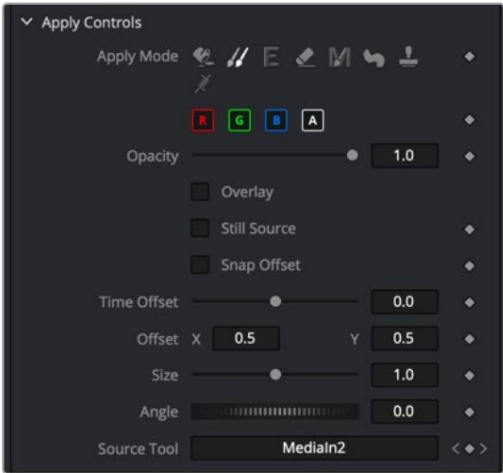 Apply Controls
Apply Mode
R G B A
Opacity 1.0
Overlay
Still Source
Snap Offset
Time Offset 0.0
Offset X 0.5 Y 0.5
Size 1.0
Angle 0.0
Source Tool MediaIn2